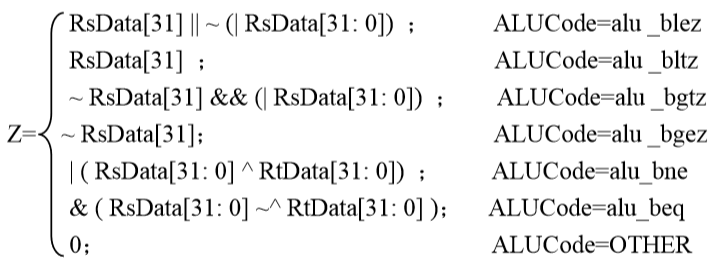 RsData[31] || ~ (| RsData[31: 0]) ; ALUCode=alu _blez
RsData[31] ; ALUCode=alu _bltz
~ RsData[31] && (| RsData[31: 0]) ; ALUCode=alu _bgtz
Z= ~ RsData[31]; ALUCode=alu _bgez
| ( RsData[31: 0] ^ RtData[31: 0]) ; ALUCode=alu_bne
& ( RsData[31: 0] ~^ RtData[31: 0] ); ALUCode=alu_beq
0; ALUCode=OTHER